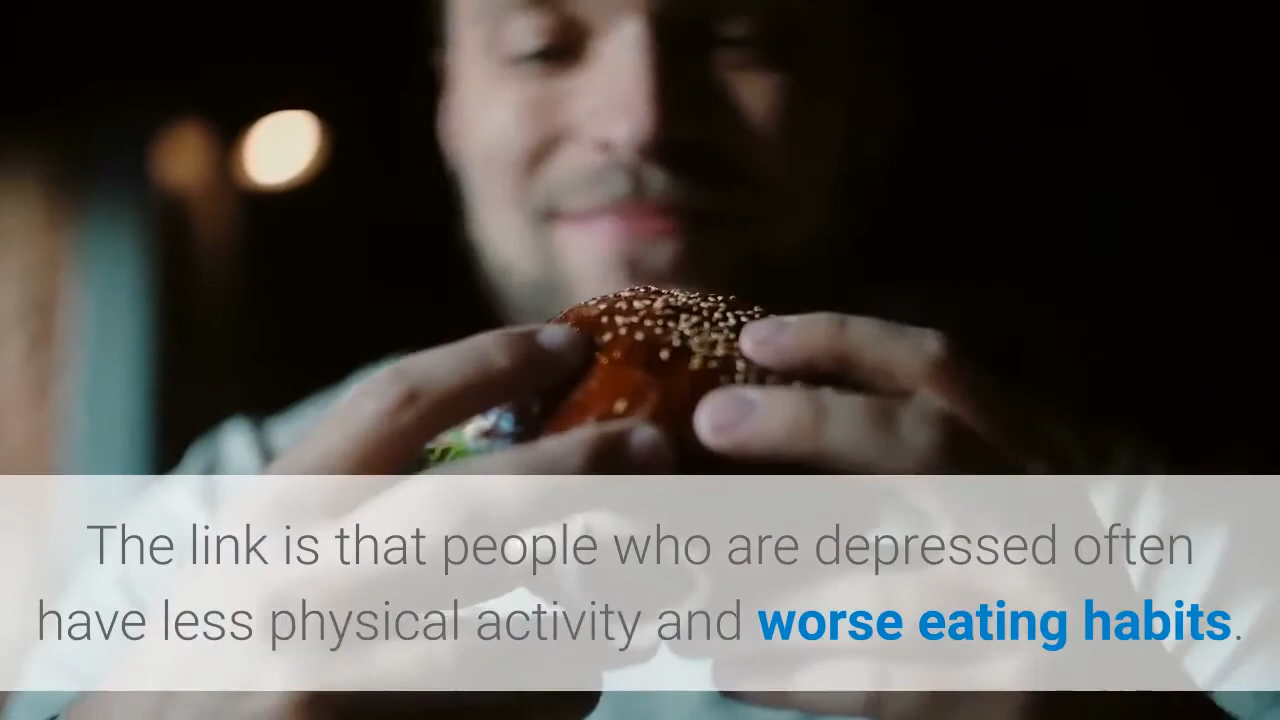 The link is that people who are depressed often
have less physical activity and worse eating habits.